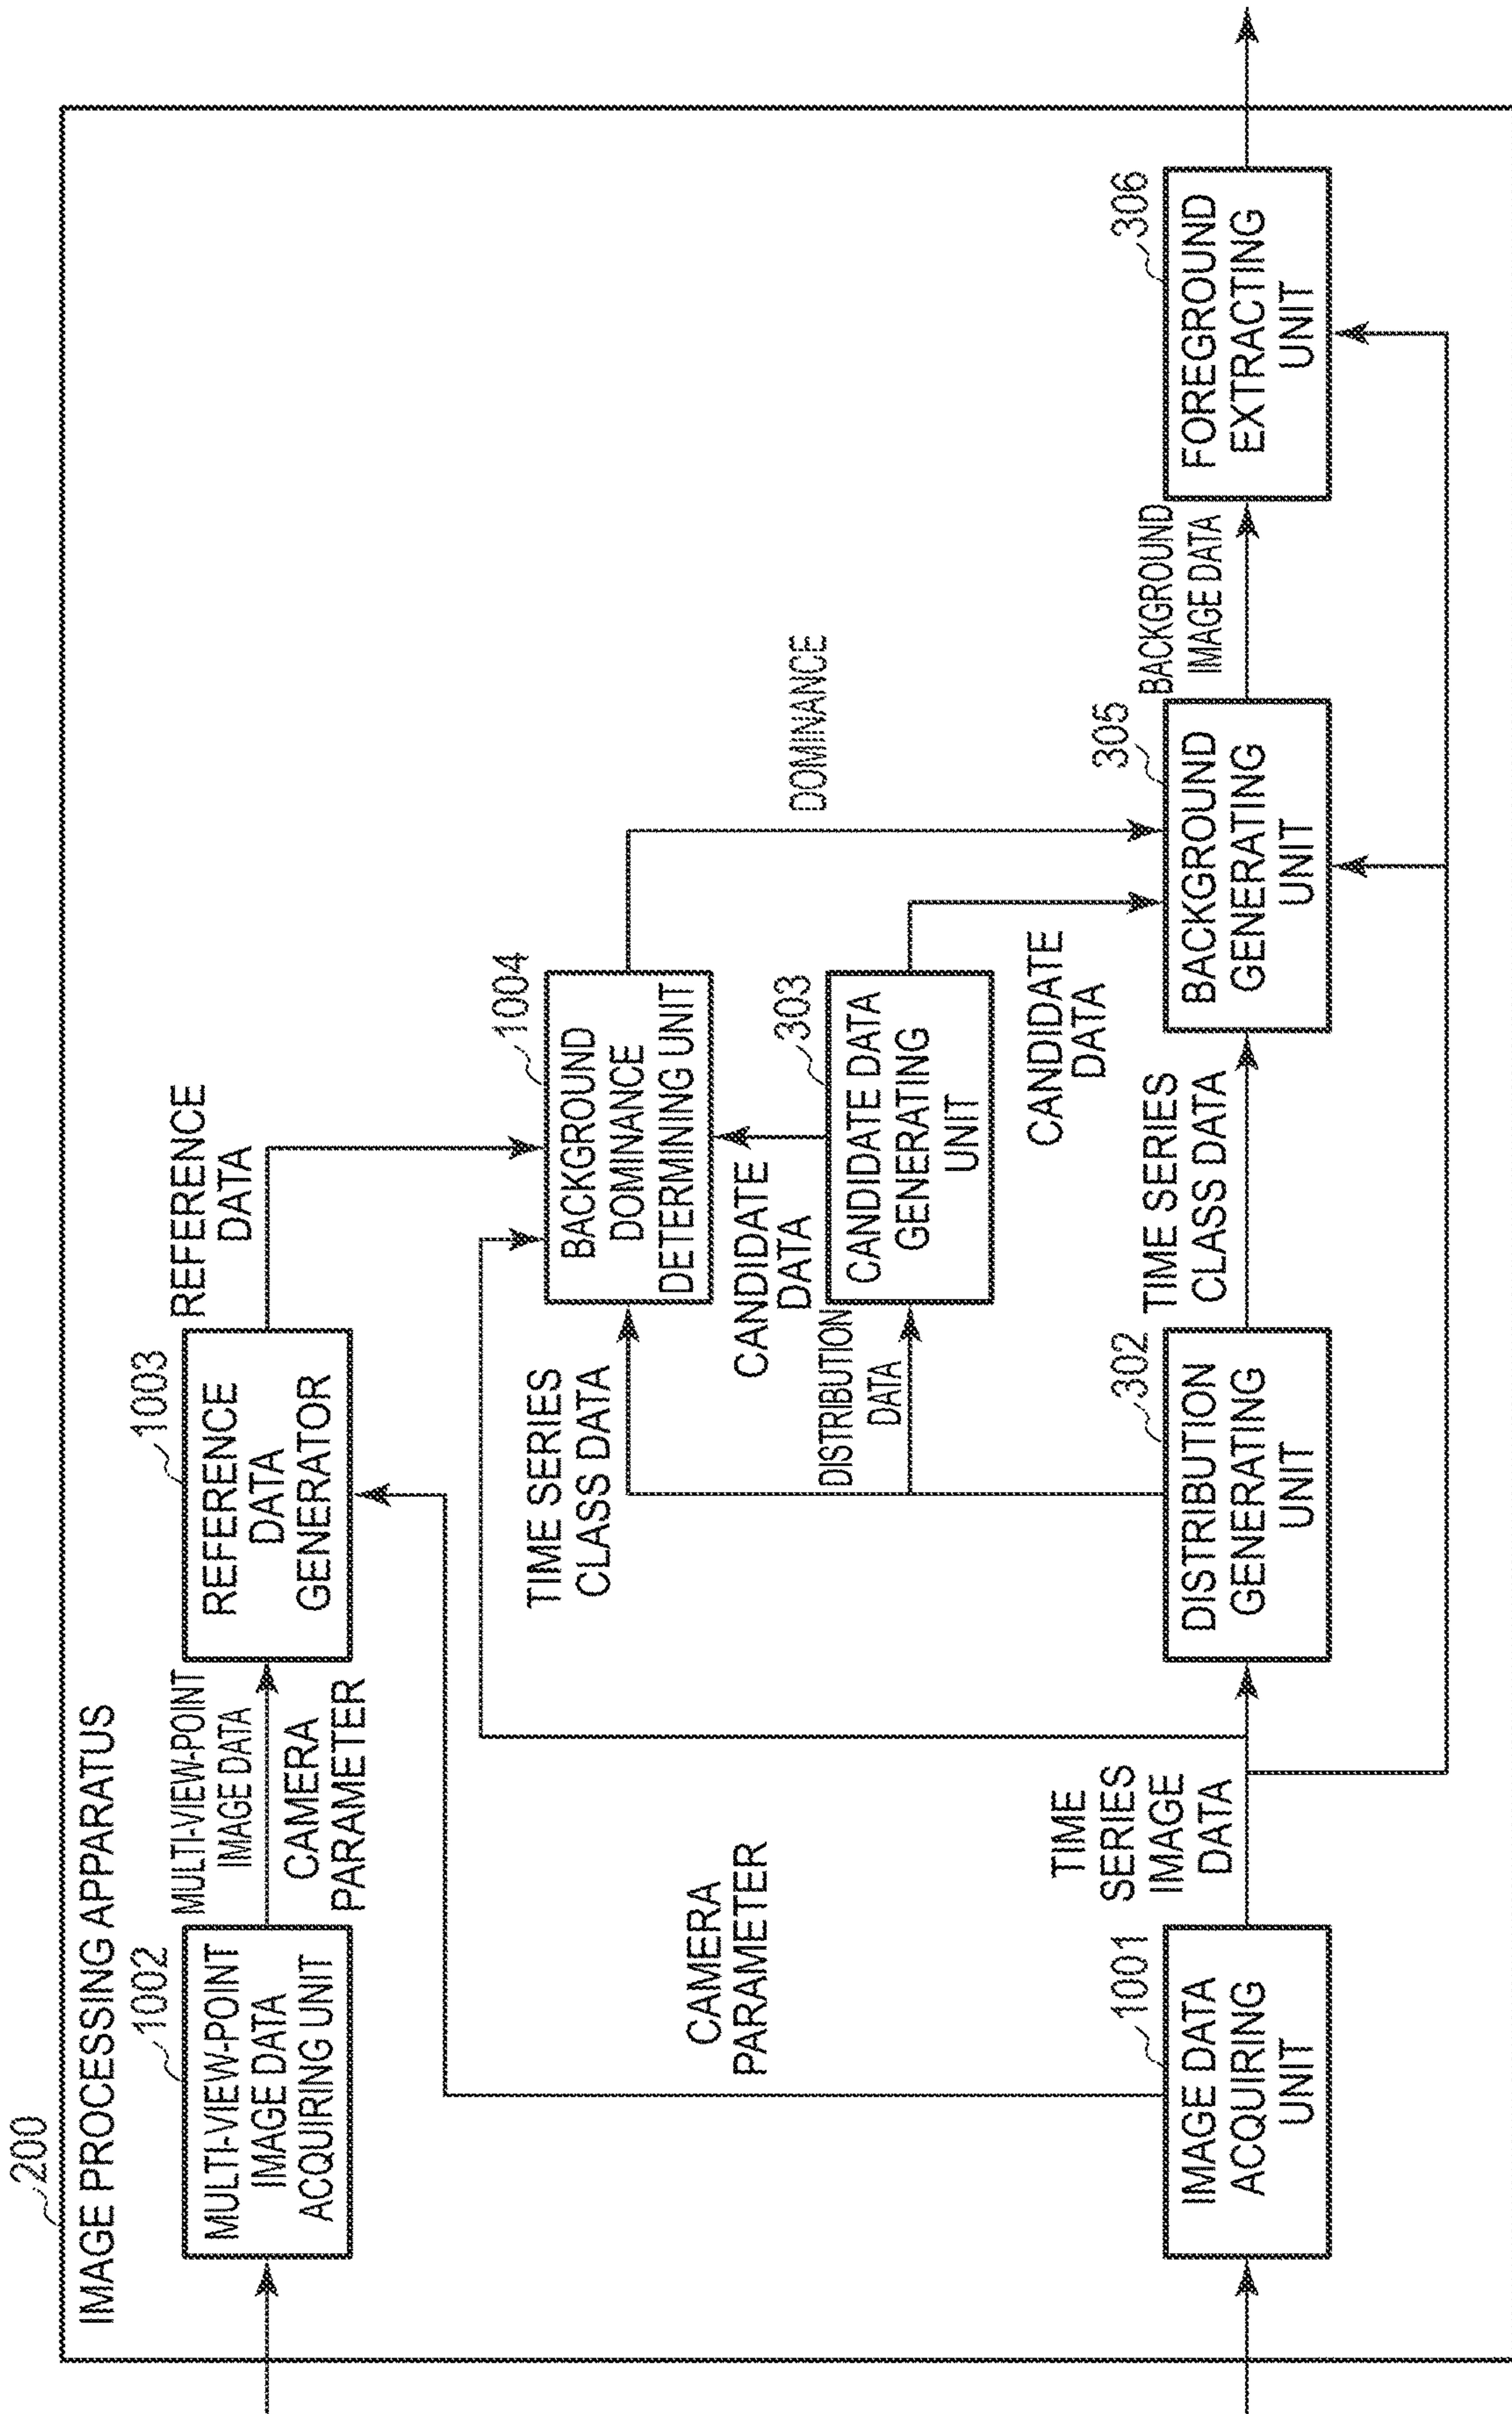 200
IMAGE PROCESSING APPARATUS
1002
MULTI-VIEW-POINT
IMAGE DATA
ACQUIRING UNIT
MULTI-VIEW-POINT
IMAGE DATA
CAMERA
PARAMETER
1003
REFERENCE
DATA
GENERATOR
REFERENCE
DATA
CAMERA
PARAMETER
TIME SERIES
CLASS DATA
1004
BACKGROUND
DOMINANCE
DETERMINING UNIT
CANDIDATE
DATA
DOMINANCE
DISTRIBUTION
DATA
303
CANDIDATE DATA
GENERATING
UNIT
CANDIDATE
DATA
1001
IMAGE DATA
ACQUIRING
UNIT
TIME
SERIES
IMAGE
DATA
302
DISTRIBUTION
GENERATING
UNIT
TIME SERIES
CLASS DATA
305
BACKGROUND
GENERATING
UNIT
BACKGROUND
IMAGE DATA
306
FOREGROUND
EXTRACTING
UNIT